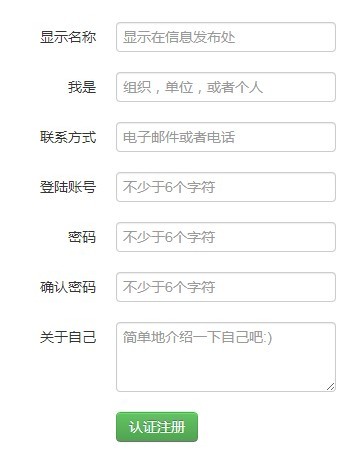 显示名称 显示在信息发布处
我是 组织，单位，或者个人
联系方式 电子邮件或者电话
登陆账号 不少于6个字符
密码 不少于6个字符
确认密码 不少于6个字符
关于自己 简单地介绍一下自己吧:)
认证注册